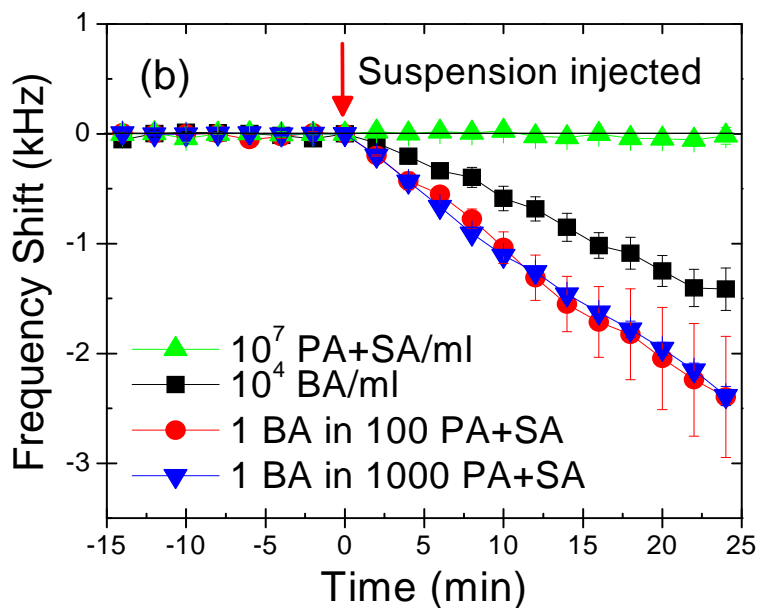 (b)
Suspension injected
Frequency Shift (kHz)
1
0
-1
-2
-3
10⁷ PA+SA/ml
10⁴ BA/ml
1 BA in 100 PA+SA
1 BA in 1000 PA+SA
-15 -10 -5 0 5 10 15 20 25
Time (min)